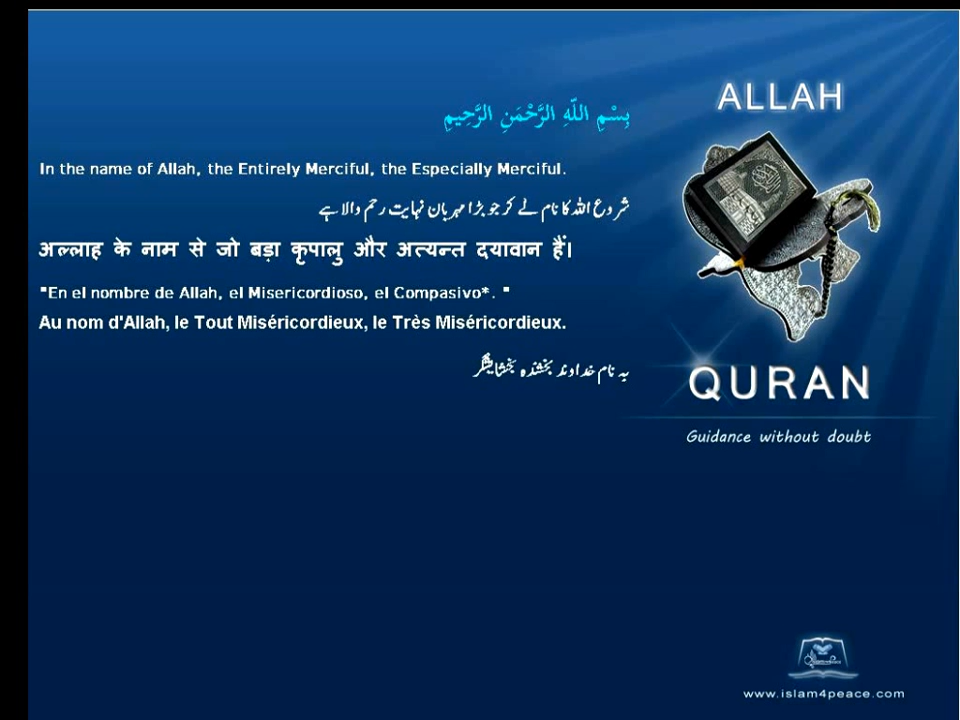 بِسْمِ اللَّهِ الرَّحْمَنِ الرَّحِيمِ
In the name of Allah, the Entirely Merciful, the Especially Merciful.
شروع الله کا نام لے کر جو بڑا مہربان نہایت رحم والا ہے
अल्लाह के नाम से जो बड़ा कृपालु और अत्यन्त दयावान हैं।
"En el nombre de Allah, el Misericordioso, el Compasivo*. "
Au nom d'Allah, le Tout Miséricordieux, le Très Miséricordieux.
به نام خداوند بخشنده بخشایشگر
ALLAH
QURAN
Guidance without doubt
www.islam4peace.com